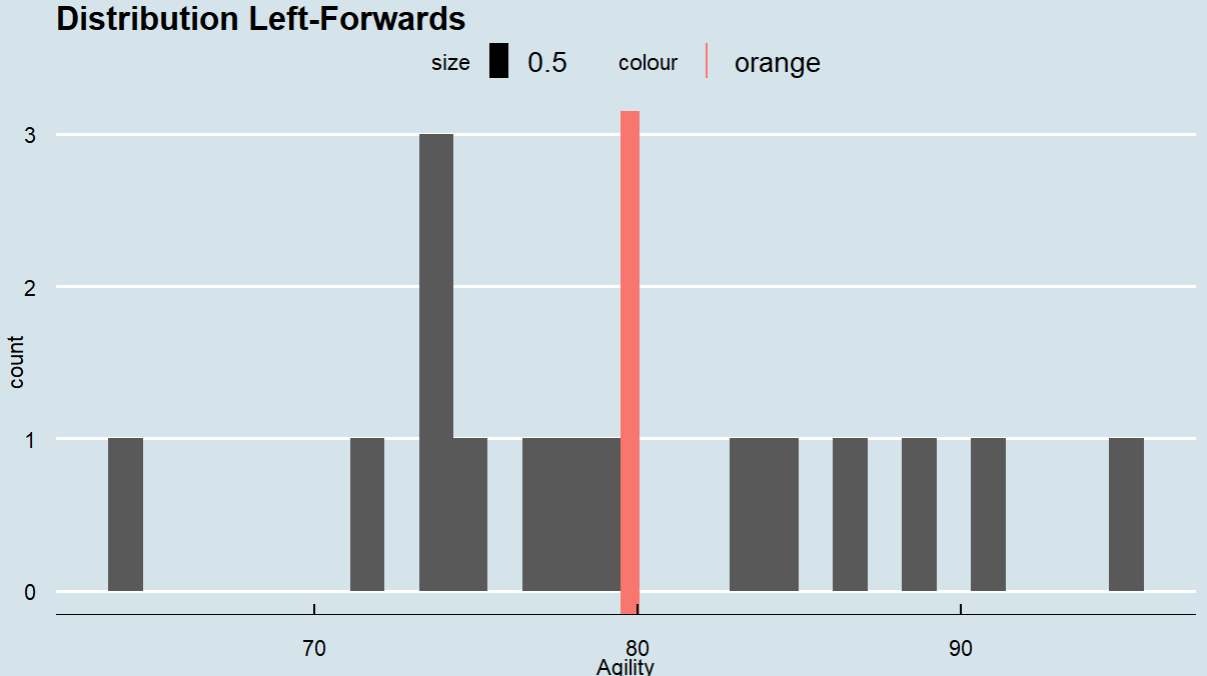 Distribution Left-Forwards
size 0.5 colour orange
3
2
1
0
count
70 80 90
Agility